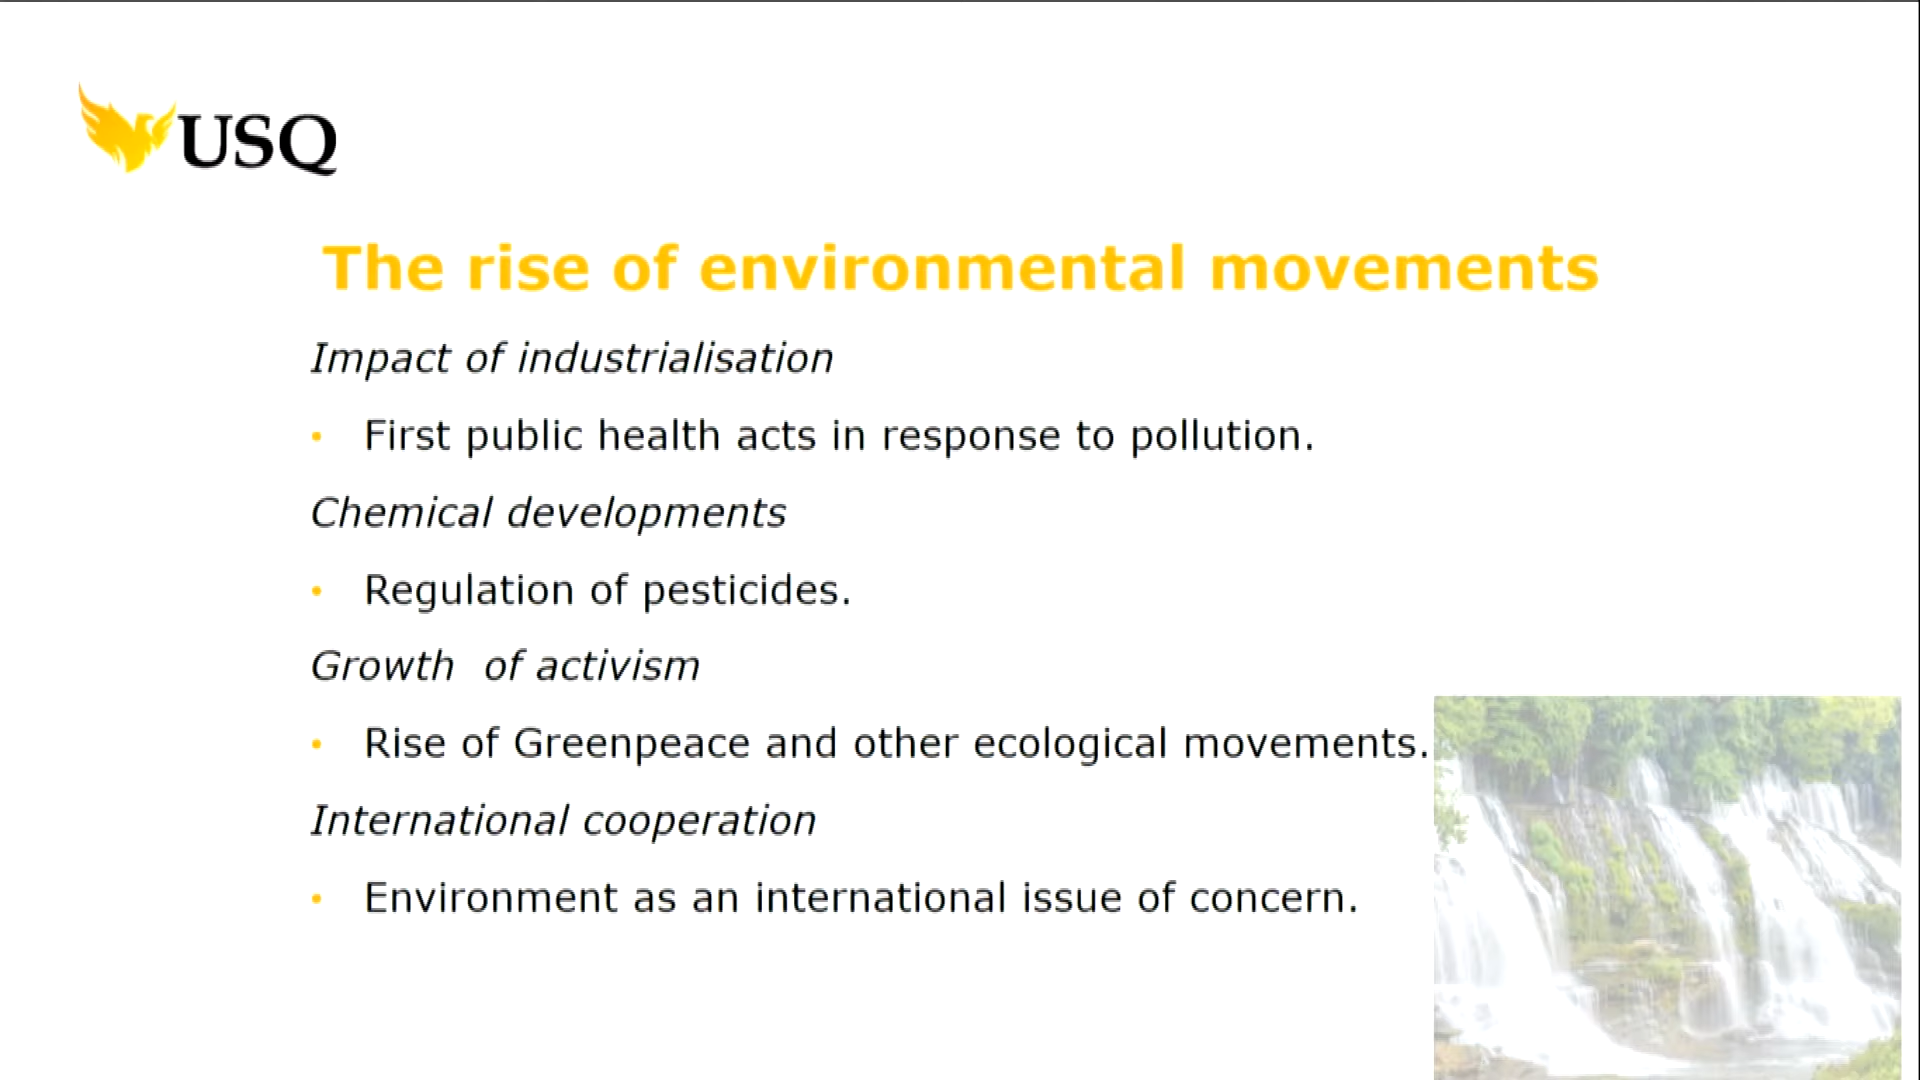 USQ
The rise of environmental movements
Impact of industrialisation
• First public health acts in response to pollution.
Chemical developments
• Regulation of pesticides.
Growth  of activism
• Rise of Greenpeace and other ecological movements.
International cooperation
• Environment as an international issue of concern.